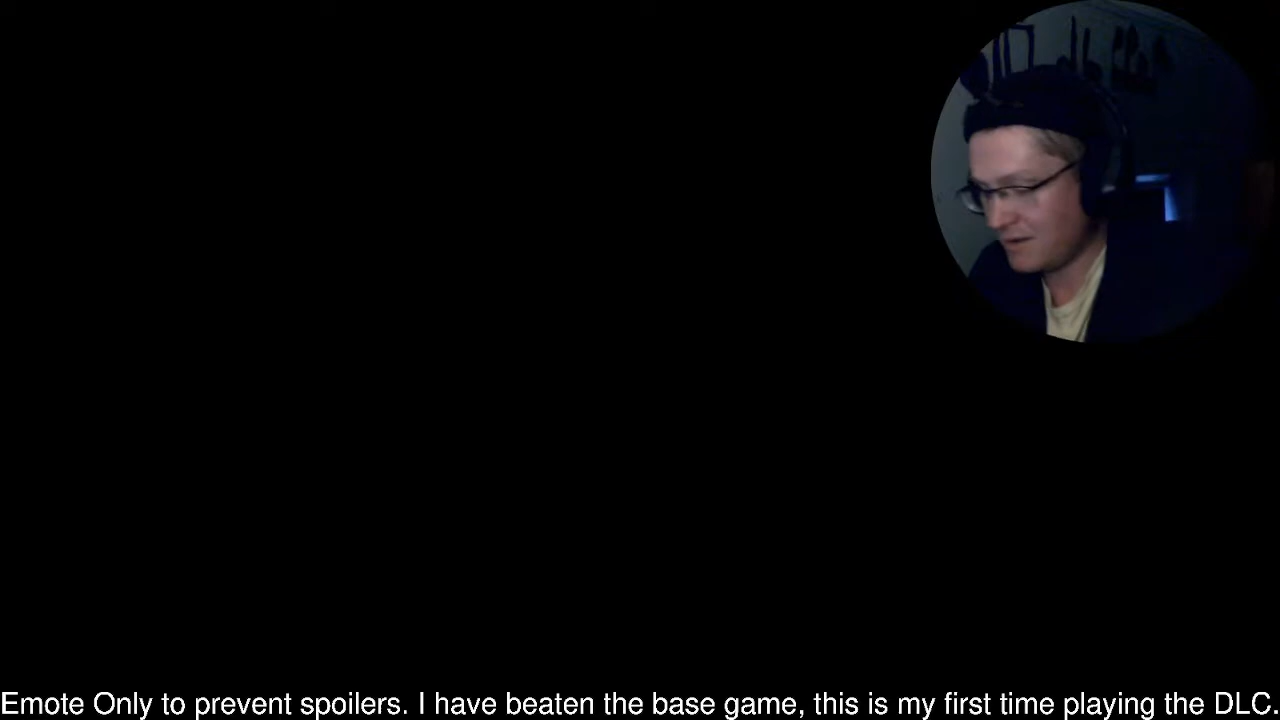 Emote Only to prevent spoilers. I have beaten the base game, this is my first time playing the DLC.